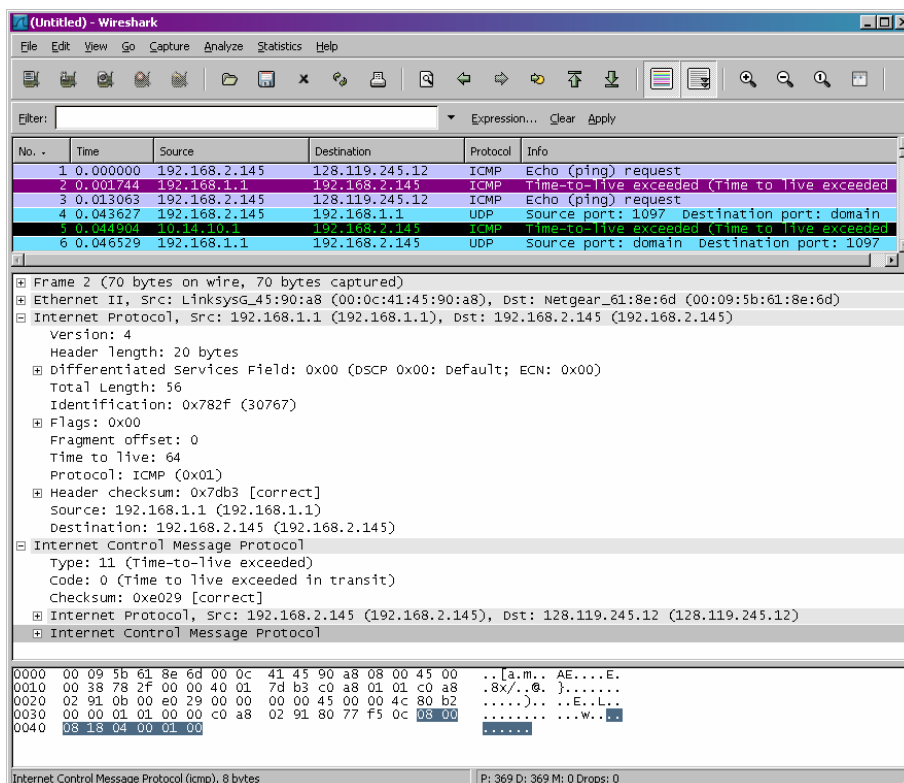 (Untitled) - Wireshark
File Edit View Go Capture Analyze Statistics Help
Filter: Expression... Clear Apply
No. . Time Source Destination Protocol Info
1 0.000000 192.168.2.145 128.119.245.12 ICMP Echo (ping) request
2 0.001744 192.168.1.1 192.168.2.145 ICMP Time-to-live exceeded (Time to live exceeded
3 0.013063 192.168.2.145 128.119.245.12 ICMP Echo (ping) request
4 0.043627 192.168.2.145 192.168.1.1 UDP Source port: 1097 Destination port: domain
5 0.044904 10.14.10.1 192.168.2.145 ICMP Time-to-live exceeded (Time to live exceeded
6 0.046529 192.168.1.1 192.168.2.145 UDP Source port: domain Destination port: 1097
Frame 2 (70 bytes on wire, 70 bytes captured)
Ethernet II, Src: LinksysG_45:90:a8 (00:0c:41:45:90:a8), Dst: Netgear_61:8e:6d (00:09:5b:61:8e:6d)
Internet Protocol, Src: 192.168.1.1 (192.168.1.1), Dst: 192.168.2.145 (192.168.2.145)
Version: 4
Header length: 20 bytes
Differentiated Services Field: 0x00 (DSCP 0x00: Default; ECN: 0x00)
Total Length: 56
Identification: 0x782f (30767)
Flags: 0x00
Fragment offset: 0
Time to live: 64
Protocol: ICMP (0x01)
Header checksum: 0x7db3 [correct]
Source: 192.168.1.1 (192.168.1.1)
Destination: 192.168.2.145 (192.168.2.145)
Internet Control Message Protocol
Type: 11 (Time-to-live exceeded)
Code: 0 (Time to live exceeded in transit)
Checksum: 0xe029 [correct]
Internet Protocol, Src: 192.168.2.145 (192.168.2.145), Dst: 128.119.245.12 (128.119.245.12)
Internet Control Message Protocol
0000 00 09 5b 61 8e 6d 00 0c 41 45 90 a8 08 00 45 00 ..[a.m.. AE....E.
0010 00 38 78 2f 00 00 40 01 7d b3 c0 a8 01 01 c0 a8 .8x/..@. }.......
0020 02 91 0b 00 e0 29 00 00 00 00 45 00 00 4c 80 b2 .....).. ..E..L..
0030 00 00 01 01 00 00 c0 a8 02 91 80 77 f5 0c 08 00 ........ ...w....
0040 08 18 04 00 01 00 ......
Internet Control Message Protocol (icmp), 8 bytes P: 369 D: 369 M: 0 Drops: 0